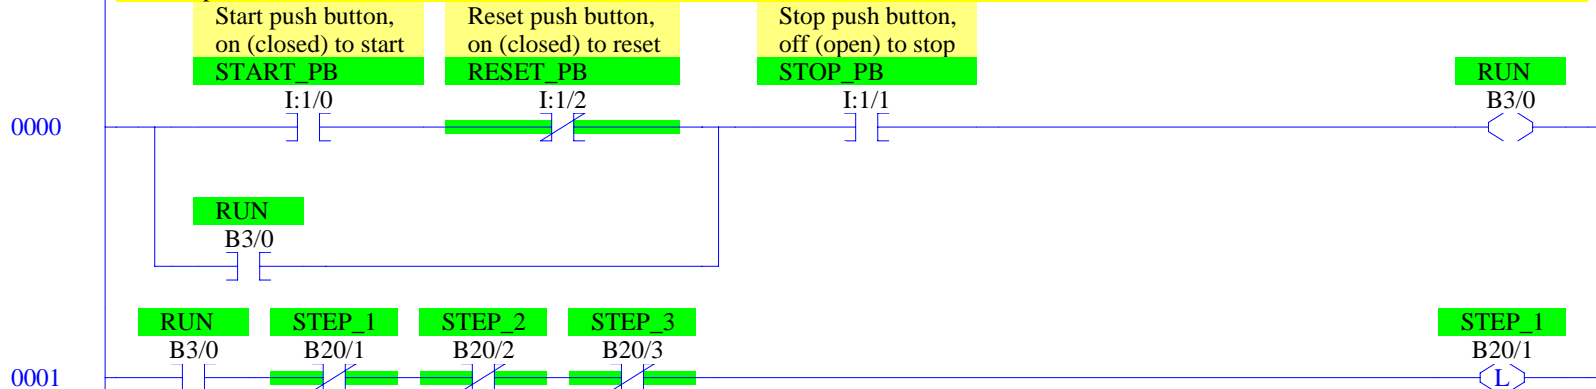 Start push button,
on (closed) to start
START_PB
I:1/0
Reset push button,
on (closed) to reset
RESET_PB
I:1/2
Stop push button,
off (open) to stop
STOP_PB
I:1/1
RUN
B3/0
0000
RUN
B3/0
RUN
B3/0
STEP_1
B20/1
STEP_2
B20/2
STEP_3
B20/3
STEP_1
B20/1
0001
L